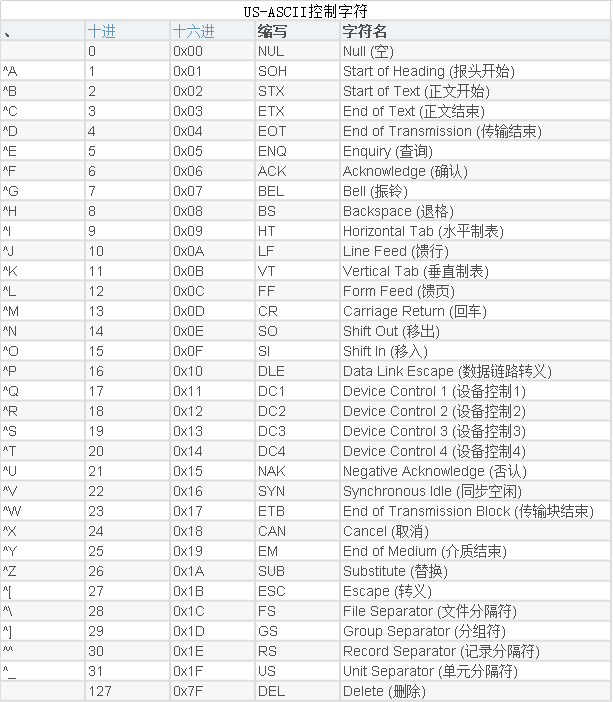 US-ASCII控制字符
、 十进 十六进 缩写 字符名
0 0x00 NUL Null (空)
^A 1 0x01 SOH Start of Heading (报头开始)
^B 2 0x02 STX Start of Text (正文开始)
^C 3 0x03 ETX End of Text (正文结束)
^D 4 0x04 EOT End of Transmission (传输结束)
^E 5 0x05 ENQ Enquiry (查询)
^F 6 0x06 ACK Acknowledge (确认)
^G 7 0x07 BEL Bell (振铃)
^H 8 0x08 BS Backspace (退格)
^I 9 0x09 HT Horizontal Tab (水平制表)
^J 10 0x0A LF Line Feed (馈行)
^K 11 0x0B VT Vertical Tab (垂直制表)
^L 12 0x0C FF Form Feed (馈页)
^M 13 0x0D CR Carriage Return (回车)
^N 14 0x0E SO Shift Out (移出)
^O 15 0x0F SI Shift In (移入)
^P 16 0x10 DLE Data Link Escape (数据链路转义)
^Q 17 0x11 DC1 Device Control 1 (设备控制1)
^R 18 0x12 DC2 Device Control 2 (设备控制2)
^S 19 0x13 DC3 Device Control 3 (设备控制3)
^T 20 0x14 DC4 Device Control 4 (设备控制4)
^U 21 0x15 NAK Negative Acknowledge (否认)
^V 22 0x16 SYN Synchronous Idle (同步空闲)
^W 23 0x17 ETB End of Transmission Block (传输块结束)
^X 24 0x18 CAN Cancel (取消)
^Y 25 0x19 EM End of Medium (介质结束)
^Z 26 0x1A SUB Substitute (替换)
^[ 27 0x1B ESC Escape (转义)
^\ 28 0x1C FS File Separator (文件分隔符)
^] 29 0x1D GS Group Separator (分组符)
^^ 30 0x1E RS Record Separator (记录分隔符)
^_ 31 0x1F US Unit Separator (单元分隔符)
127 0x7F DEL Delete (删除)